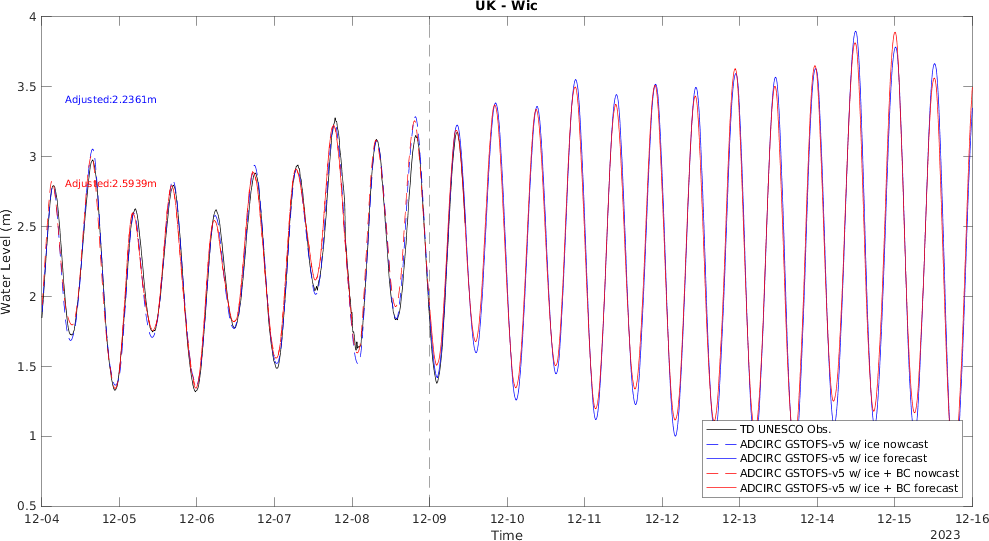 UK - Wic
4
3.5
3
2.5
2
1.5
1
0.5
Water Level (m)
Adjusted:2.2361m
Adjusted:2.5939m
TD UNESCO Obs.
ADCIRC GSTOFS-v5 w/ ice nowcast
ADCIRC GSTOFS-v5 w/ ice forecast
ADCIRC GSTOFS-v5 w/ ice + BC nowcast
ADCIRC GSTOFS-v5 w/ ice + BC forecast
12-04 12-05 12-06 12-07 12-08 12-09 12-10 12-11 12-12 12-13 12-14 12-15 12-16
Time
2023